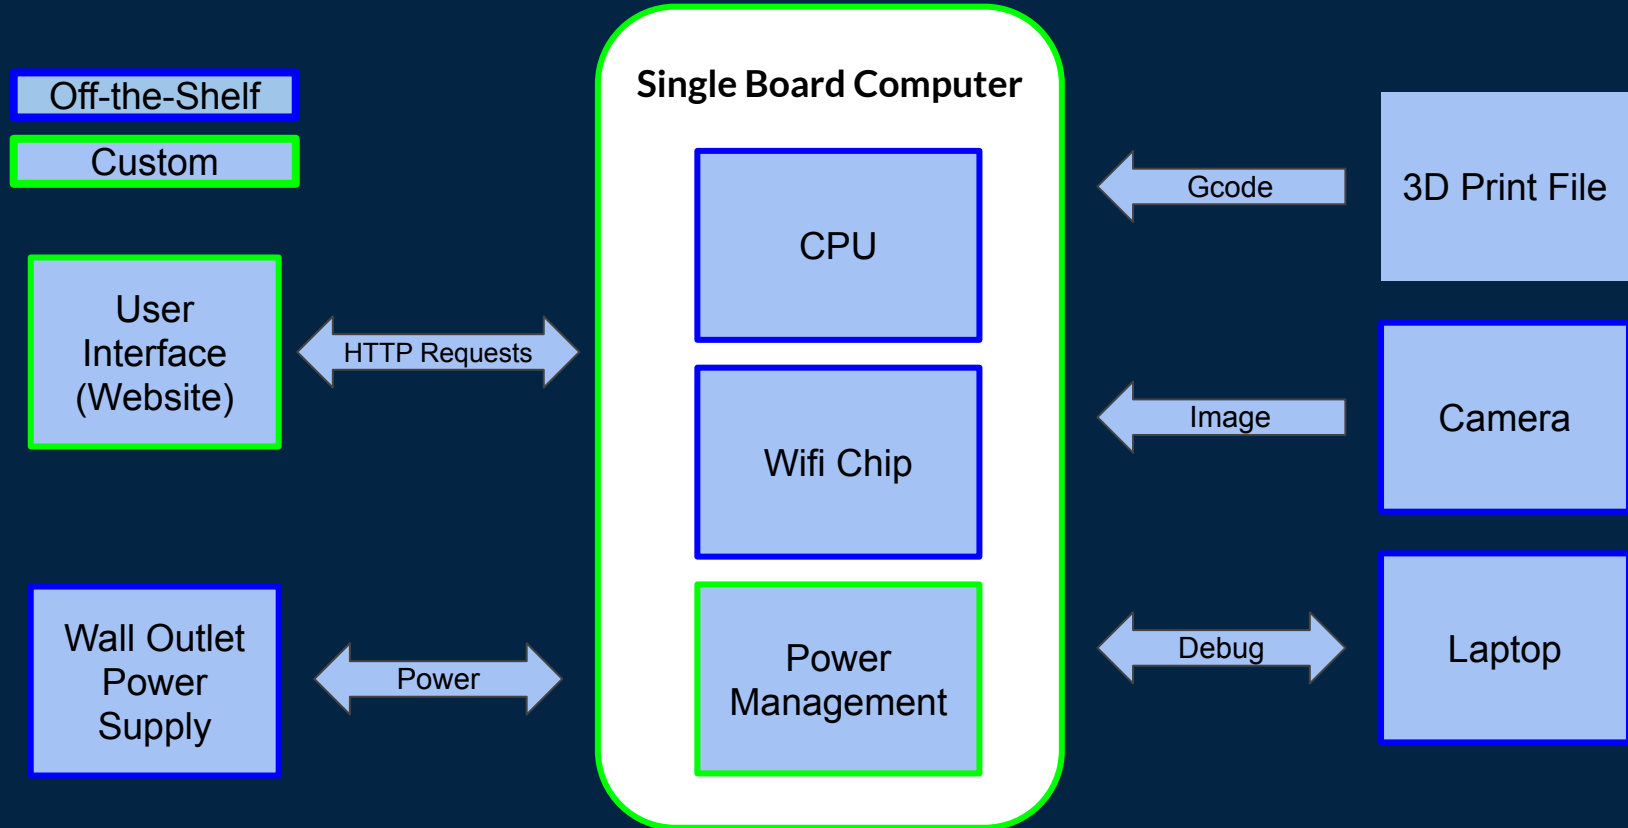 Off-the-Shelf
Custom
User
Interface
(Website)
HTTP Requests
Wall Outlet
Power
Supply
Power
Single Board Computer
CPU
Wifi Chip
Power
Management
Gcode
3D Print File
Image
Camera
Debug
Laptop